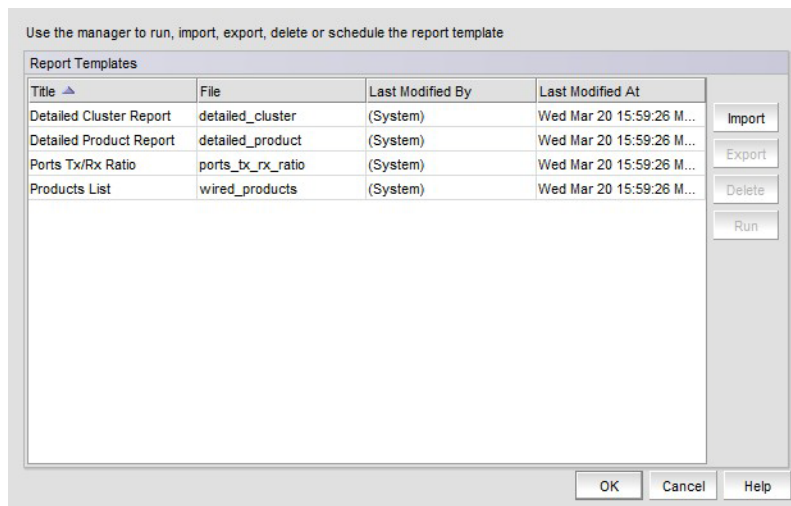 Use the manager to run, import, export, delete or schedule the report template
Report Templates
Title File Last Modified By Last Modified At
Detailed Cluster Report detailed_cluster (System) Wed Mar 20 15:59:26 M...
Detailed Product Report detailed_product (System) Wed Mar 20 15:59:26 M...
Ports Tx/Rx Ratio ports_tx_rx_ratio (System) Wed Mar 20 15:59:26 M...
Products List wired_products (System) Wed Mar 20 15:59:26 M...
Import
Export
Delete
Run
OK Cancel Help